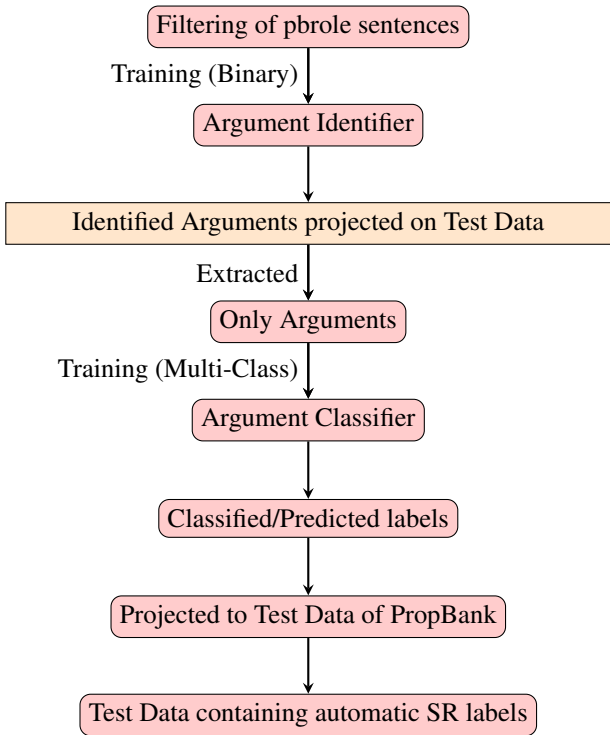 Filtering of pbrole sentences
Training (Binary)
Argument Identifier
Identified Arguments projected on Test Data
Extracted
Only Arguments
Training (Multi-Class)
Argument Classifier
Classified/Predicted labels
Projected to Test Data of PropBank
Test Data containing automatic SR labels